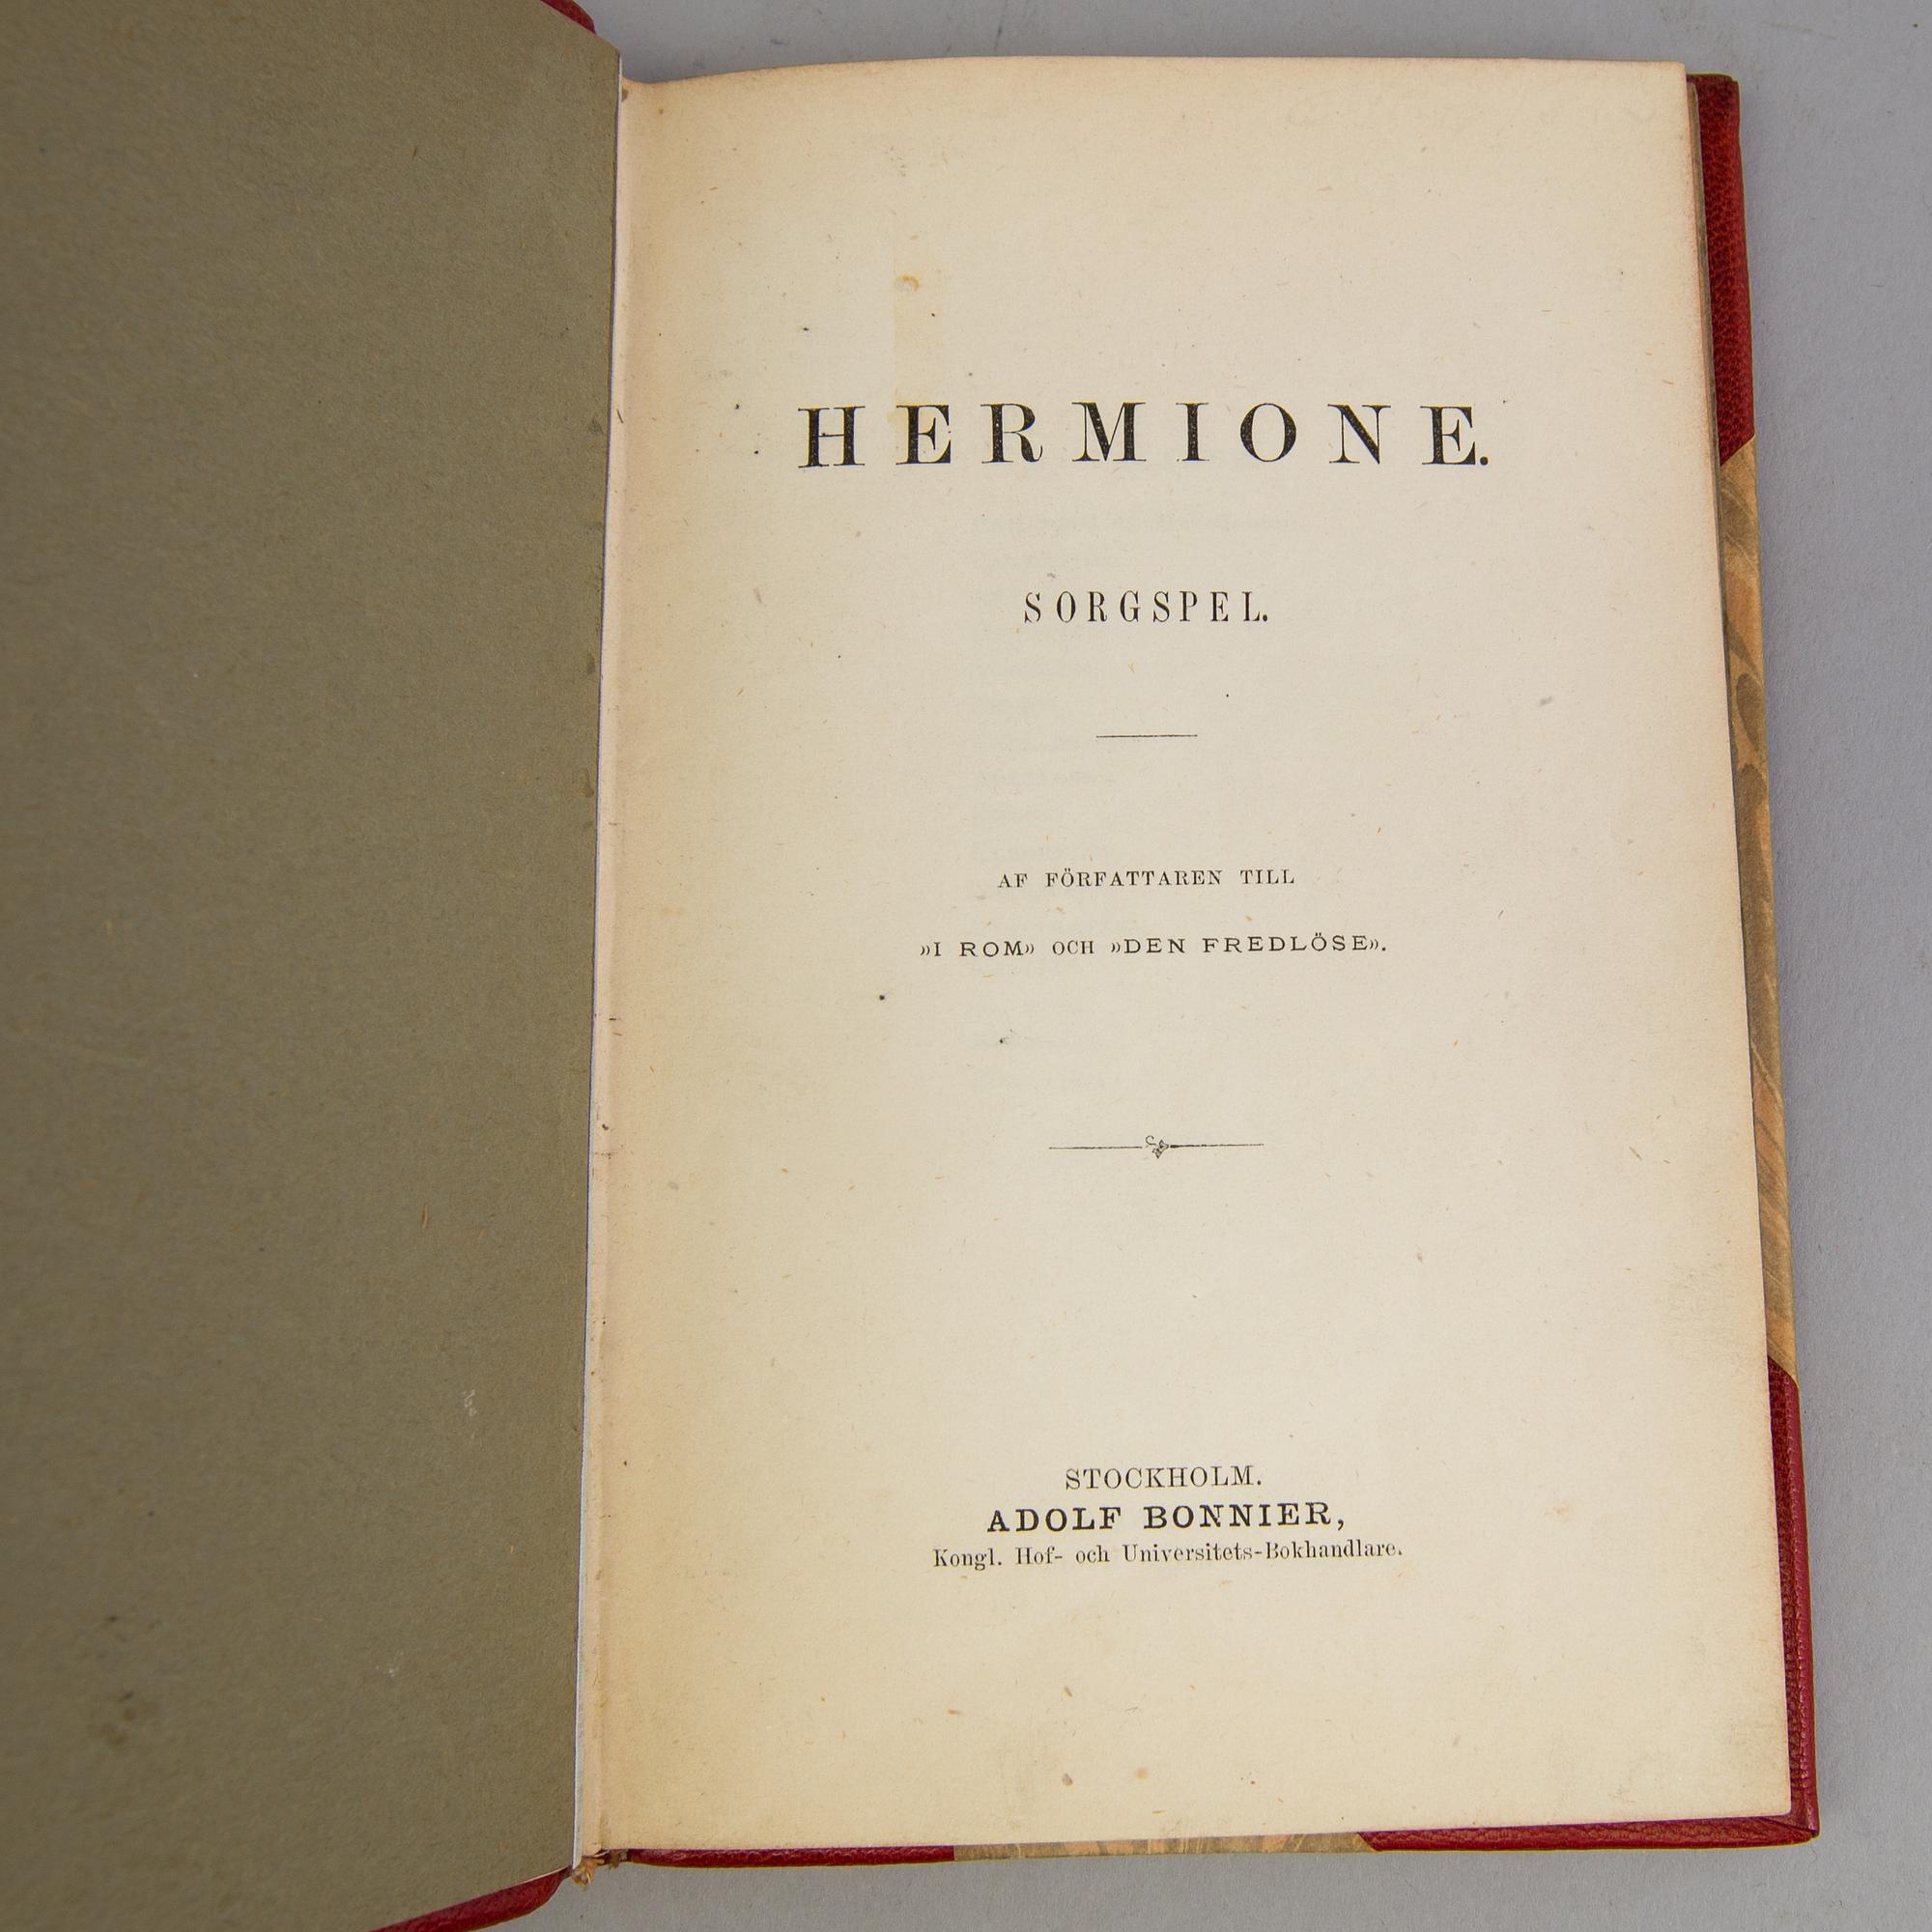 HERMIONE.
SORGSPEL.
AF FÖRFATTAREN TILL
»I ROM» OCH »DEN FREDLÖSE».
STOCKHOLM.
ADOLF BONNIER,
Kongl. Hof- och Universitets-Bokhandlare.